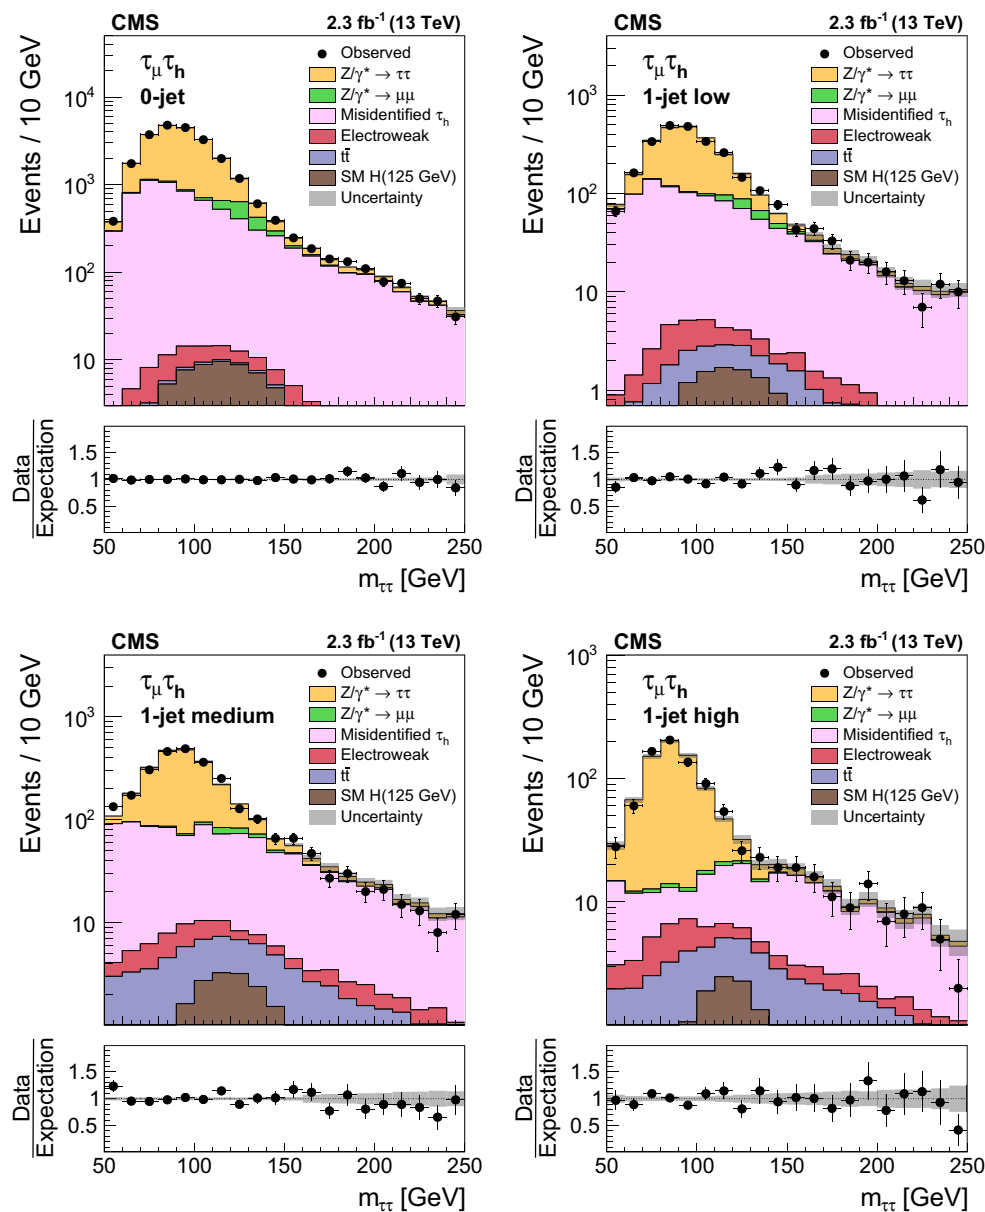 CMS 2.3 fb⁻¹ (13 TeV)
Events / 10 GeV
τμτh
0-jet
Observed
Z/γ* → ττ
Z/γ* → μμ
Misidentified τh
Electroweak
tt̄
SM H(125 GeV)
Uncertainty
10⁴
10³
10²
10
Data
Expectation
1.5
1
0.5
50 100 150 200 250
mττ [GeV]
CMS 2.3 fb⁻¹ (13 TeV)
Events / 10 GeV
τμτh
1-jet low
Observed
Z/γ* → ττ
Z/γ* → μμ
Misidentified τh
Electroweak
tt̄
SM H(125 GeV)
Uncertainty
10³
10²
10
1
Data
Expectation
1.5
1
0.5
50 100 150 200 250
mττ [GeV]
CMS 2.3 fb⁻¹ (13 TeV)
Events / 10 GeV
τμτh
1-jet medium
Observed
Z/γ* → ττ
Z/γ* → μμ
Misidentified τh
Electroweak
tt̄
SM H(125 GeV)
Uncertainty
10³
10²
10
Data
Expectation
1.5
1
0.5
50 100 150 200 250
mττ [GeV]
CMS 2.3 fb⁻¹ (13 TeV)
Events / 10 GeV
τμτh
1-jet high
Observed
Z/γ* → ττ
Z/γ* → μμ
Misidentified τh
Electroweak
tt̄
SM H(125 GeV)
Uncertainty
10³
10²
10
Data
Expectation
1.5
1
0.5
50 100 150 200 250
mττ [GeV]